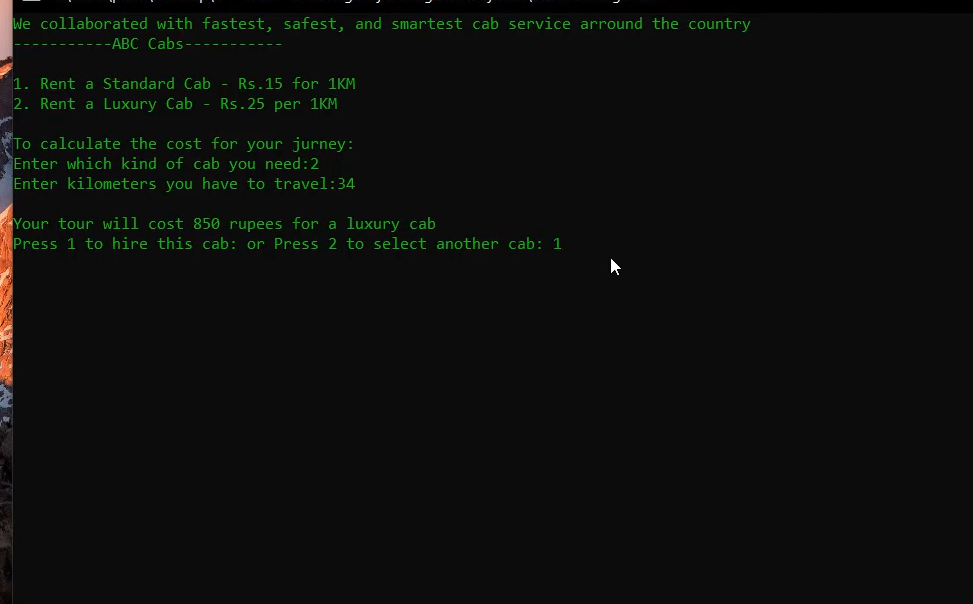 We collaborated with fastest, safest, and smartest cab service arround the country
-----------ABC Cabs-----------
1. Rent a Standard Cab - Rs.15 for 1KM
2. Rent a Luxury Cab - Rs.25 per 1KM
To calculate the cost for your jurney:
Enter which kind of cab you need:2
Enter kilometers you have to travel:34
Your tour will cost 850 rupees for a luxury cab
Press 1 to hire this cab: or Press 2 to select another cab: 1